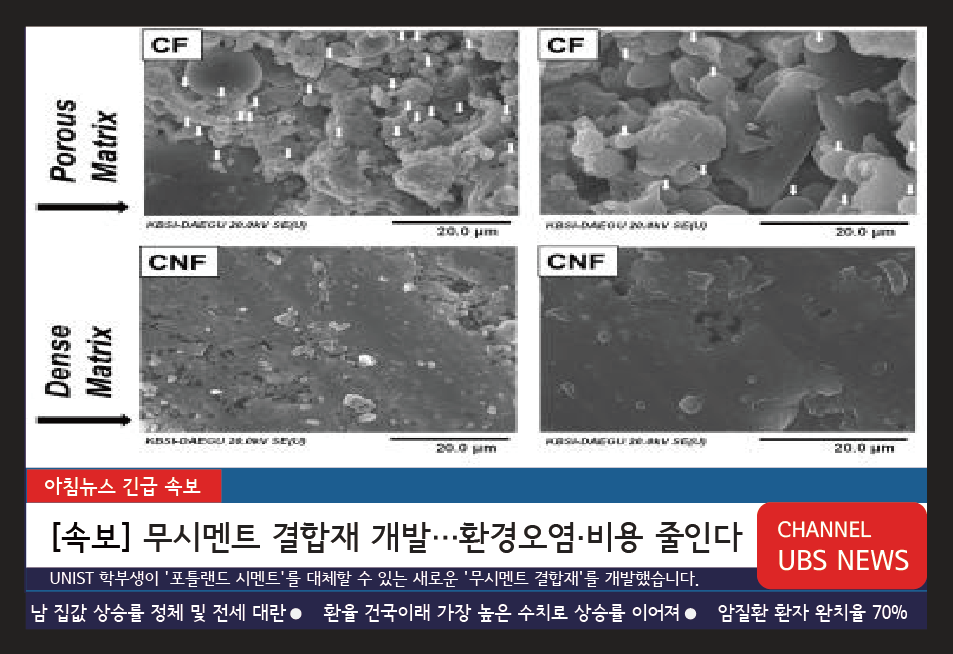 CF
CF
Porous
Matrix
KBSI-DAEGU 20.0kV SE(U)
20.0 µm
KBSI-DAEGU 20.0kV SE(U)
20.0 µm
CNF
CNF
Dense
Matrix
KBSI-DAEGU 20.0kV SE(U)
20.0 µm
KBSI-DAEGU 20.0kV SE(U)
20.0 µm
아침뉴스 긴급 속보
[속보] 무시멘트 결합재 개발…환경오염·비용 줄인다
CHANNEL
UBS NEWS
UNIST 학부생이 '포틀랜드 시멘트'를 대체할 수 있는 새로운 '무시멘트 결합재'를 개발했습니다.
남 집값 상승률 정체 및 전세 대란● 환율 건국이래 가장 높은 수치로 상승률 이어져● 암질환 환자 완치율 70%